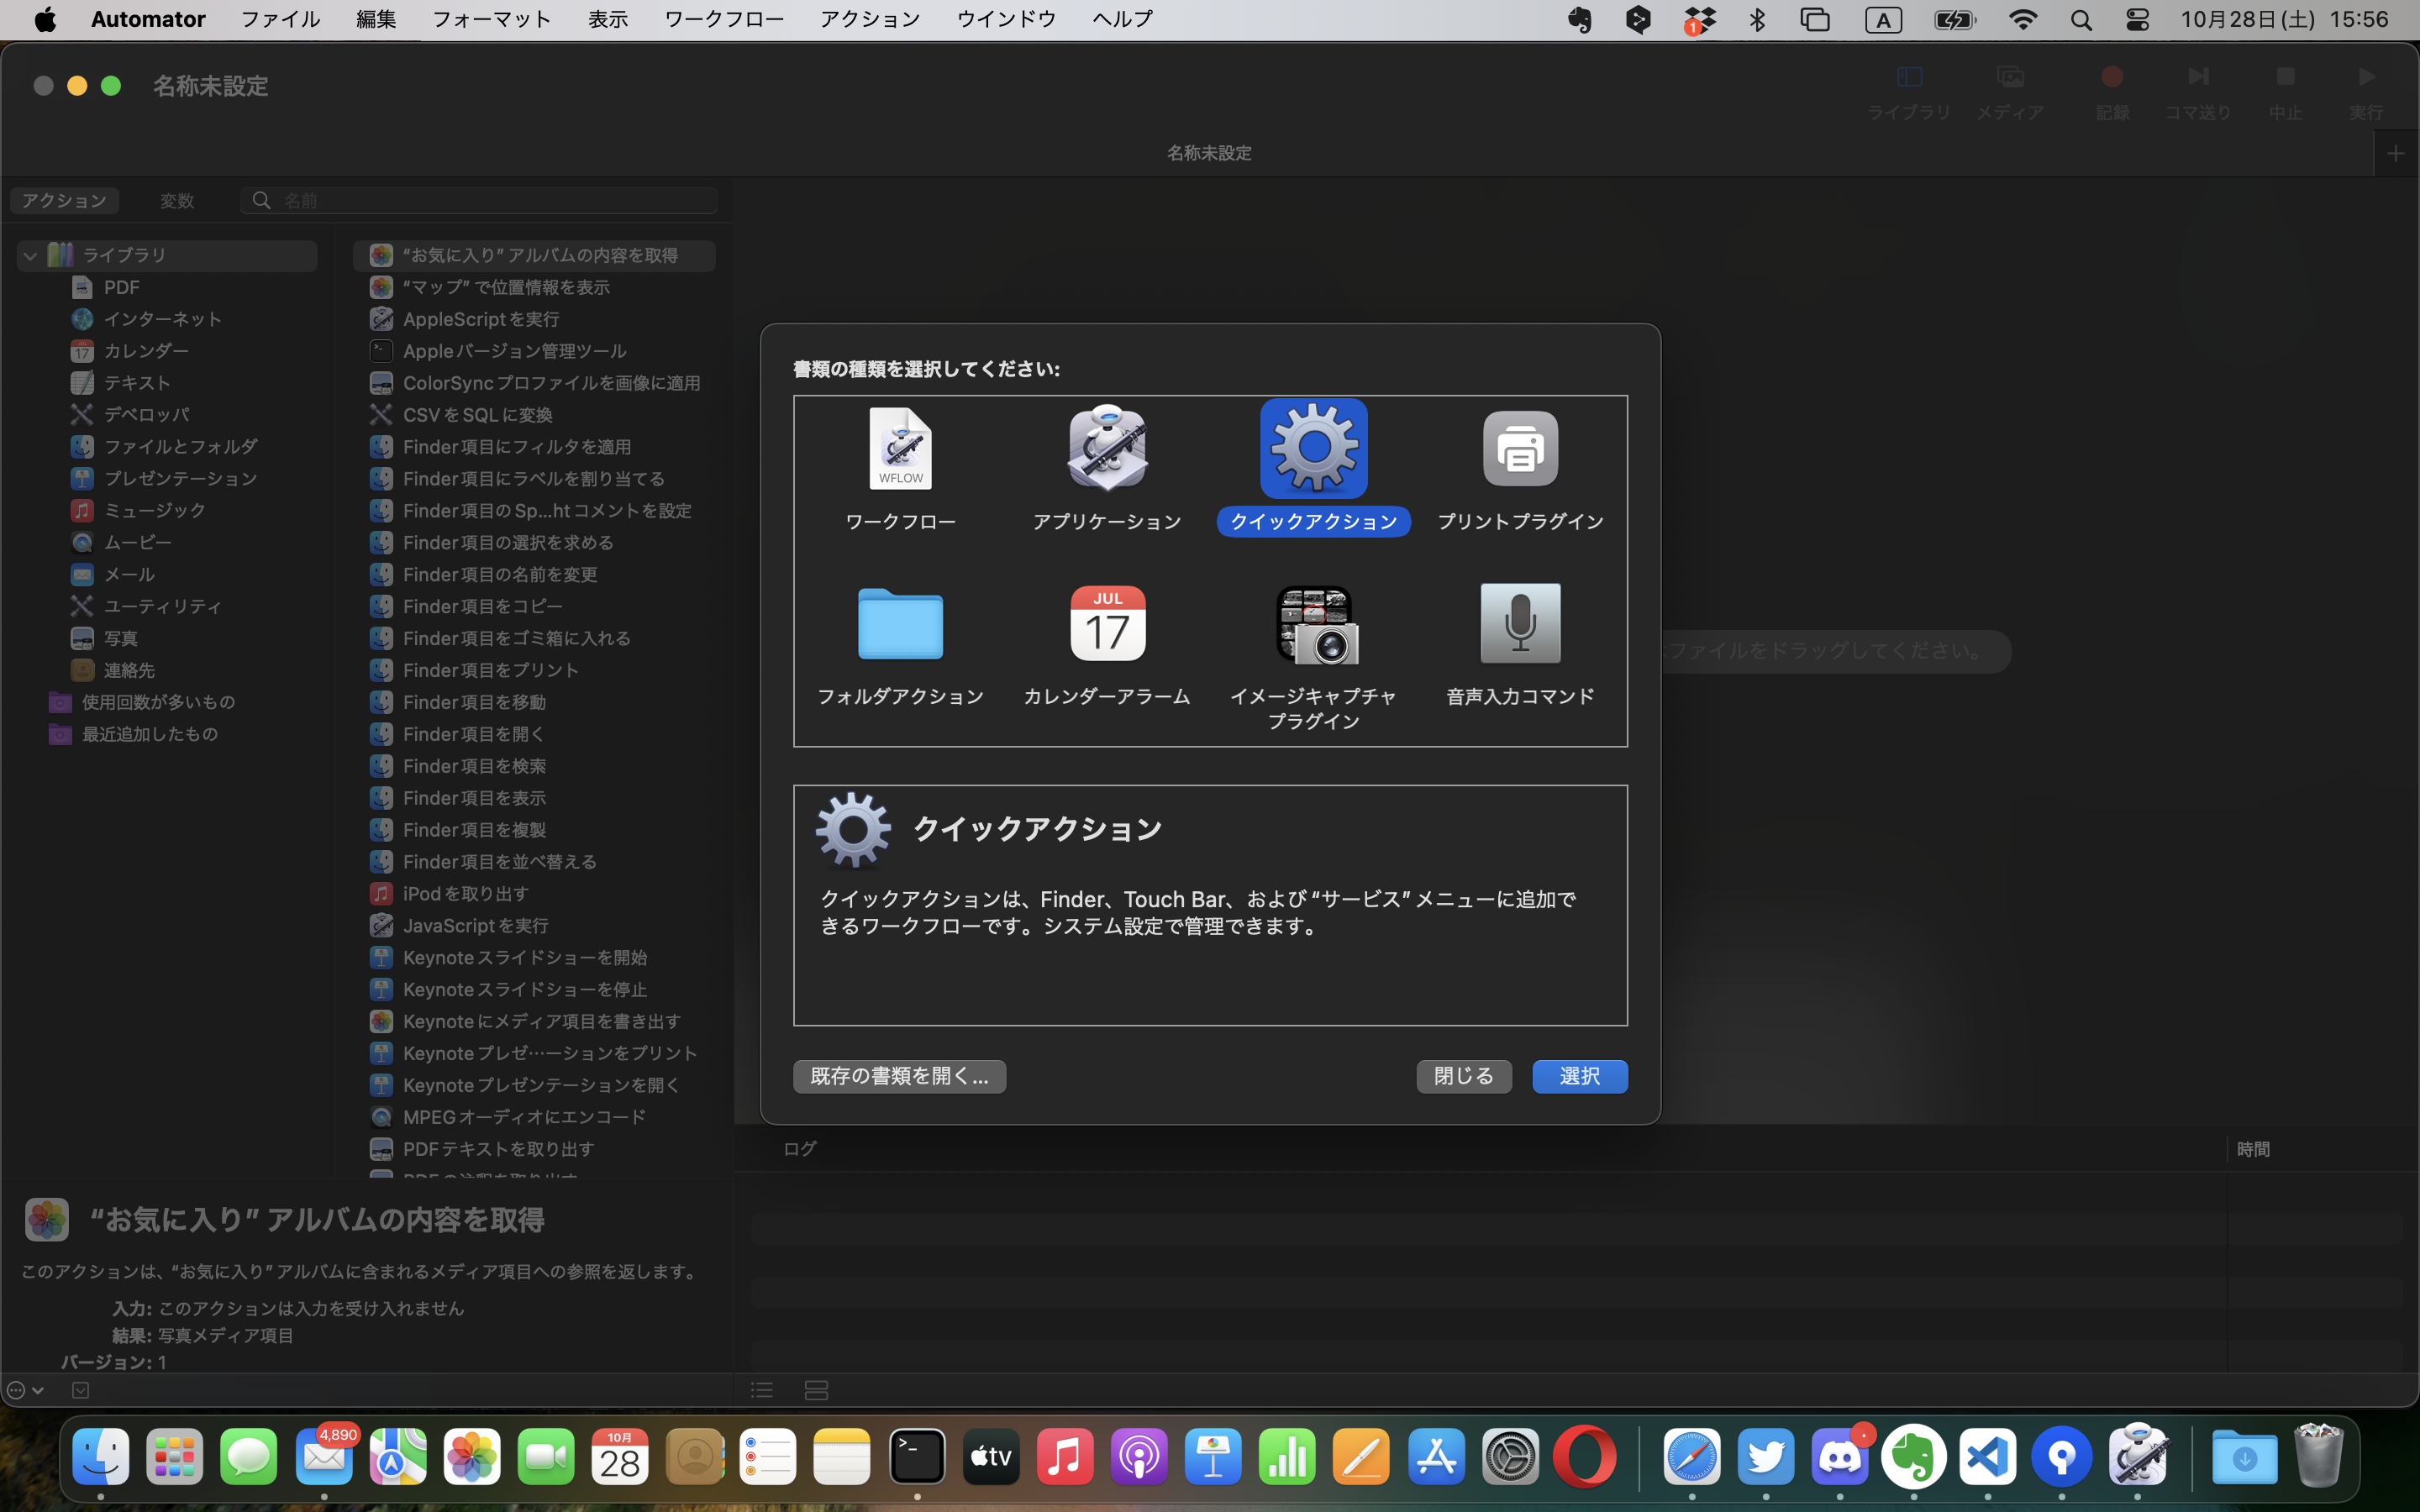 Automator ファイル 編集 フォーマット 表示 ワークフロー アクション ウインドウ ヘルプ
1 A 10月28日(土) 15:56
名称未設定
ライブラリ メディア 記録 コマ送り 中止 実行
名称未設定
アクション 変数 名前
ライブラリ
PDF
インターネット
17 カレンダー
テキスト
デベロッパ
ファイルとフォルダ
プレゼンテーション
ミュージック
ムービー
メール
ユーティリティ
写真
連絡先
使用回数が多いもの
最近追加したもの
“お気に入り” アルバムの内容を取得
“マップ” で位置情報を表示
AppleScriptを実行
Appleバージョン管理ツール
ColorSyncプロファイルを画像に適用
CSVをSQLに変換
Finder項目にフィルタを適用
Finder項目にラベルを割り当てる
Finder項目のSp...htコメントを設定
Finder項目の選択を求める
Finder項目の名前を変更
Finder項目をコピー
Finder項目をゴミ箱に入れる
Finder項目をプリント
Finder項目を移動
Finder項目を開く
Finder項目を検索
Finder項目を表示
Finder項目を複製
Finder項目を並べ替える
iPodを取り出す
JavaScriptを実行
Keynoteスライドショーを開始
Keynoteスライドショーを停止
Keynoteにメディア項目を書き出す
Keynoteプレゼ…ーションをプリント
Keynoteプレゼンテーションを開く
MPEGオーディオにエンコード
PDFテキストを取り出す
書類の種類を選択してください:
WFLOW
ワークフロー アプリケーション クイックアクション プリントプラグイン
JUL
17
フォルダアクション カレンダーアラーム イメージキャプチャ 音声入力コマンド
プラグイン
クイックアクション
クイックアクションは、Finder、Touch Bar、および“サービス” メニューに追加で
きるワークフローです。システム設定で管理できます。
既存の書類を開く... 閉じる 選択
ファイルをドラッグしてください。
ログ 時間
“お気に入り” アルバムの内容を取得
このアクションは、“お気に入り” アルバムに含まれるメディア項目への参照を返します。
入力: このアクションは入力を受け入れません
結果: 写真メディア項目
バージョン: 1
4,890
10月
28
tv